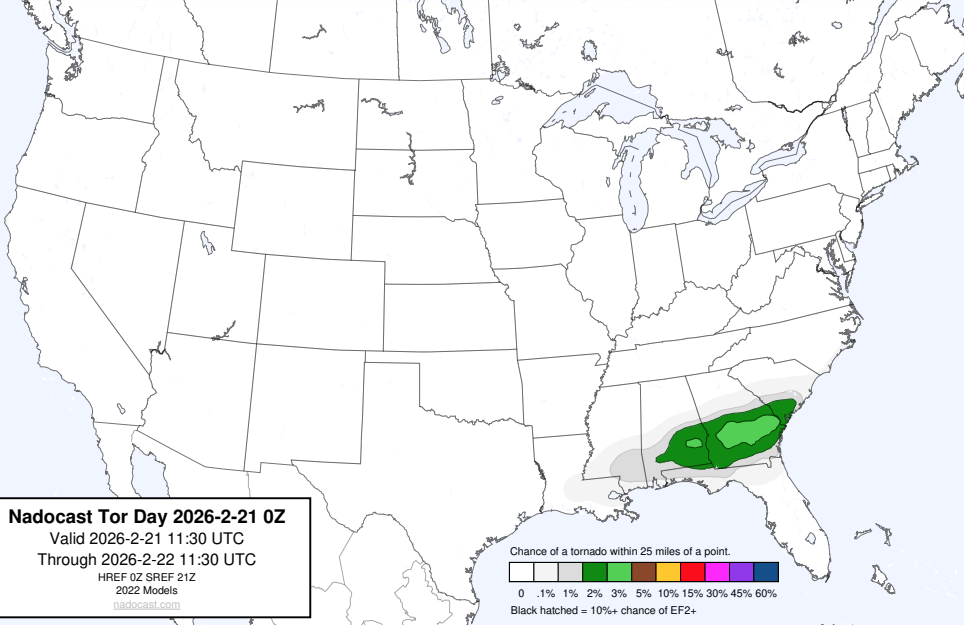 Nadocast Tor Day 2026-2-21 0Z
Valid 2026-2-21 11:30 UTC
Through 2026-2-22 11:30 UTC
HREF 0Z SREF 21Z
2022 Models
nadocast.com
Chance of a tornado within 25 miles of a point.
0 .1% 1% 2% 3% 5% 10% 15% 30% 45% 60%
Black hatched = 10%+ chance of EF2+